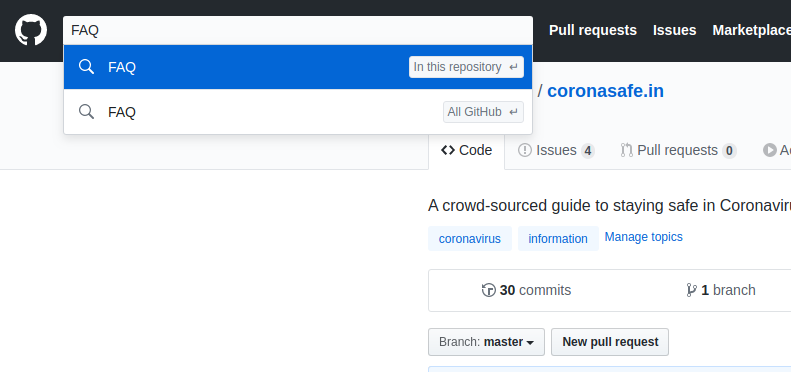 FAQ
Pull requests Issues Marketplace
FAQ In this repository ↵
FAQ All GitHub ↵
/ coronasafe.in
Code Issues 4 Pull requests 0
A crowd-sourced guide to staying safe in
coronavirus information Manage topics
30 commits 1 branch
Branch: master New pull request